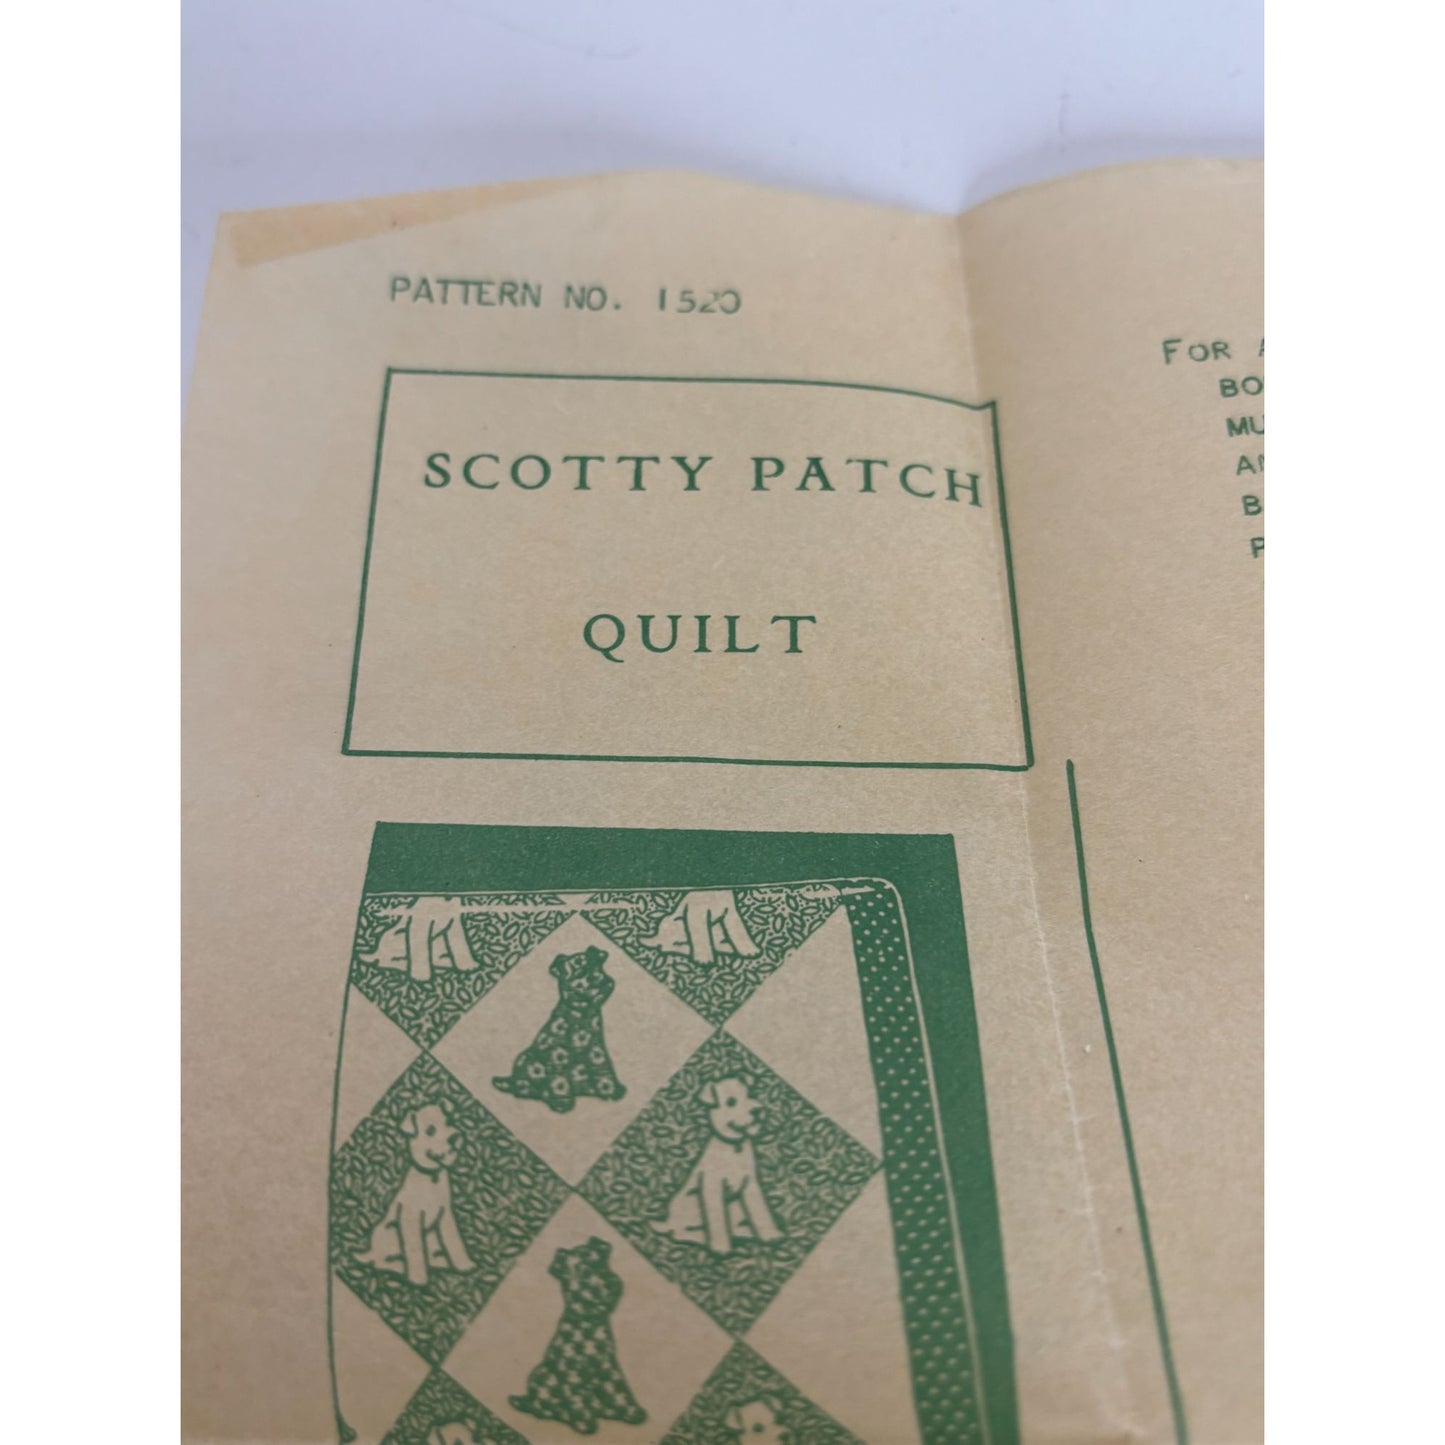 PATTERN NO. 1520
SCOTTY PATCH
QUILT
FOR